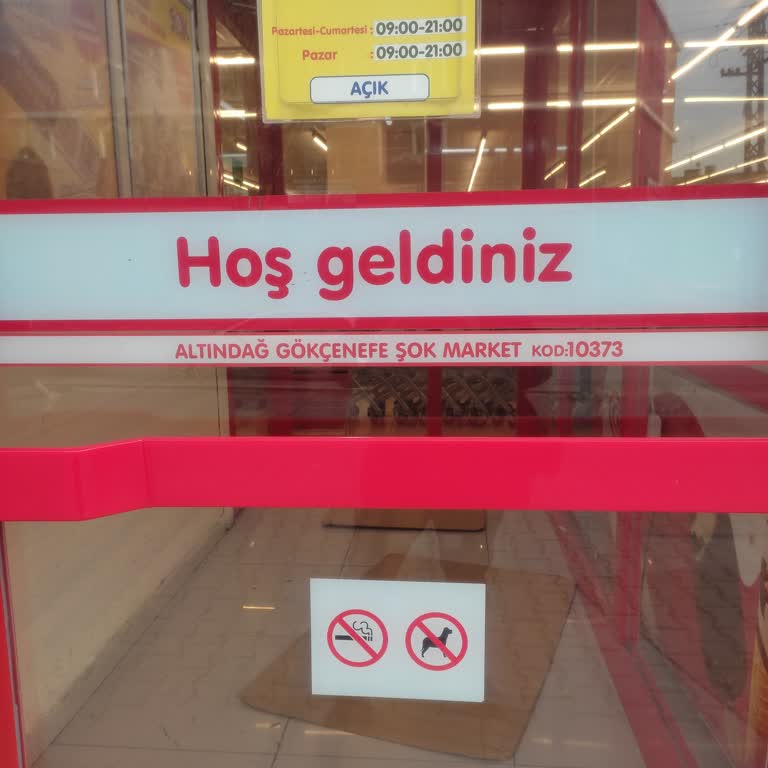 Pazartesi-Cumartesi : 09:00-21:00
Pazar : 09:00-21:00
AÇIK
Hoş geldiniz
ALTINDAĞ GÖKÇENEFE ŞOK MARKET KOD:10373